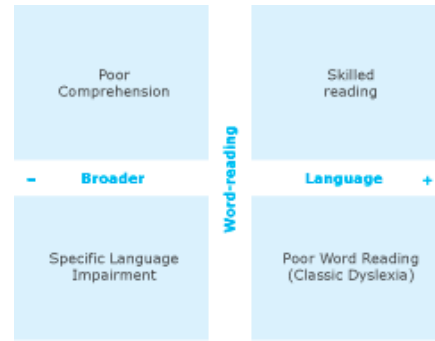 Poor
Comprehension
Skilled
reading
Word-reading
- Broader
Language +
Specific Language
Impairment
Poor Word Reading
(Classic Dyslexia)